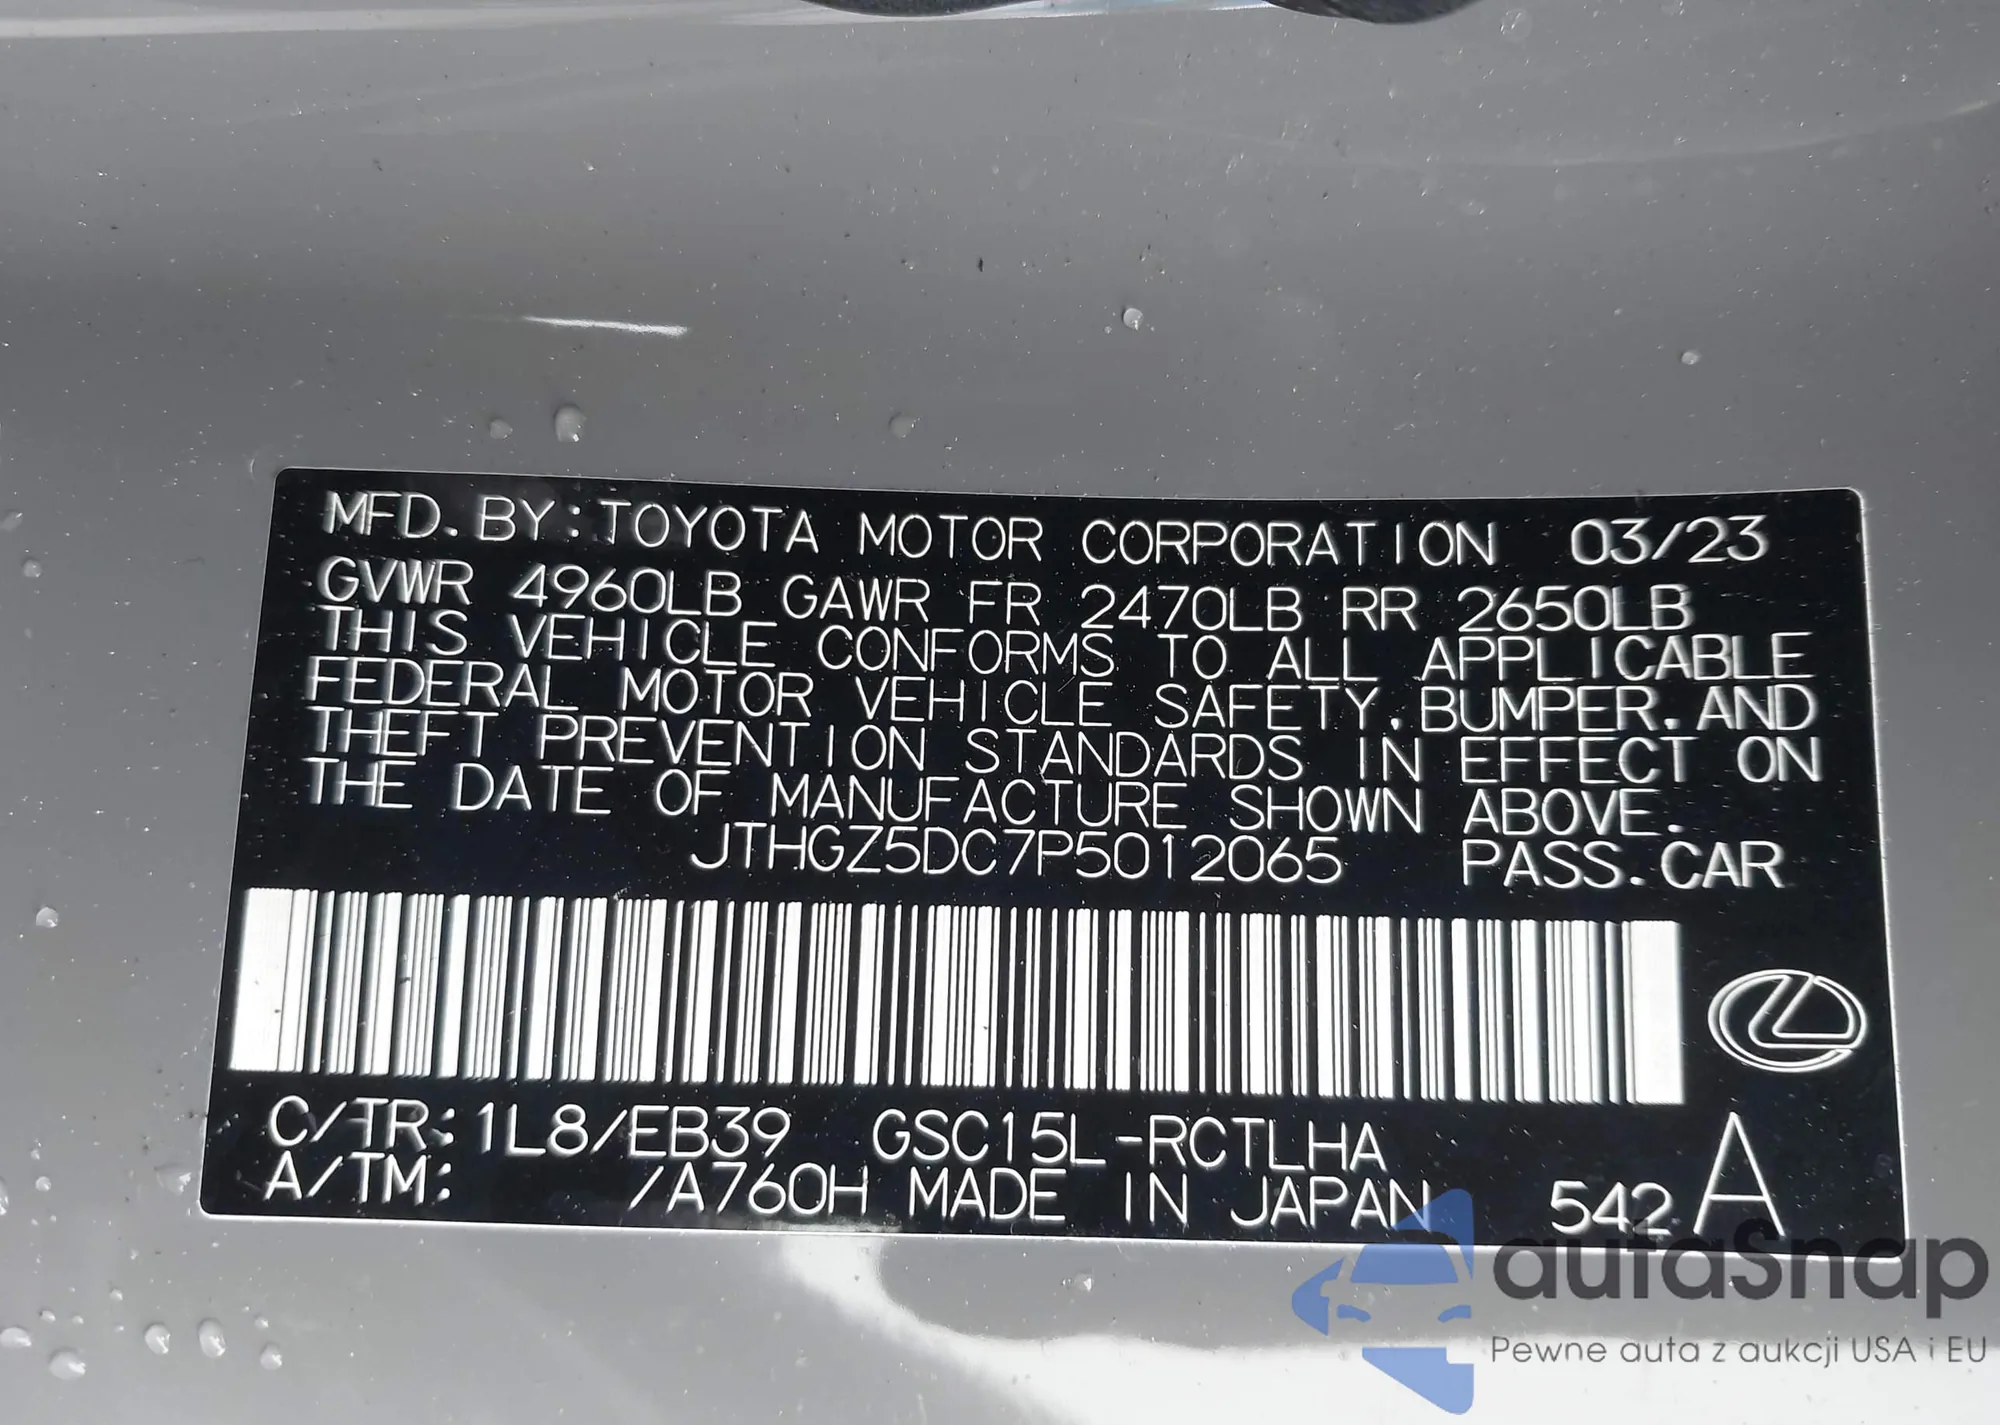 MFD. BY: TOYOTA MOTOR CORPORATION 03/23
GVWR 4960LB GAWR FR 2470LB RR 2650LB
THIS VEHICLE CONFORMS TO ALL APPLICABLE
FEDERAL MOTOR VEHICLE SAFETY, BUMPER, AND
THEFT PREVENTION STANDARDS IN EFFECT ON
THE DATE OF MANUFACTURE SHOWN ABOVE.
JTHGZ5DC7P5012065 PASS. CAR
C/TR: 1L8/EB39 GSC15L-RCTLHA
A/TM: /A760H MADE IN JAPAN 542 A
autaSnap
Pewne auta z aukcji USA i EU